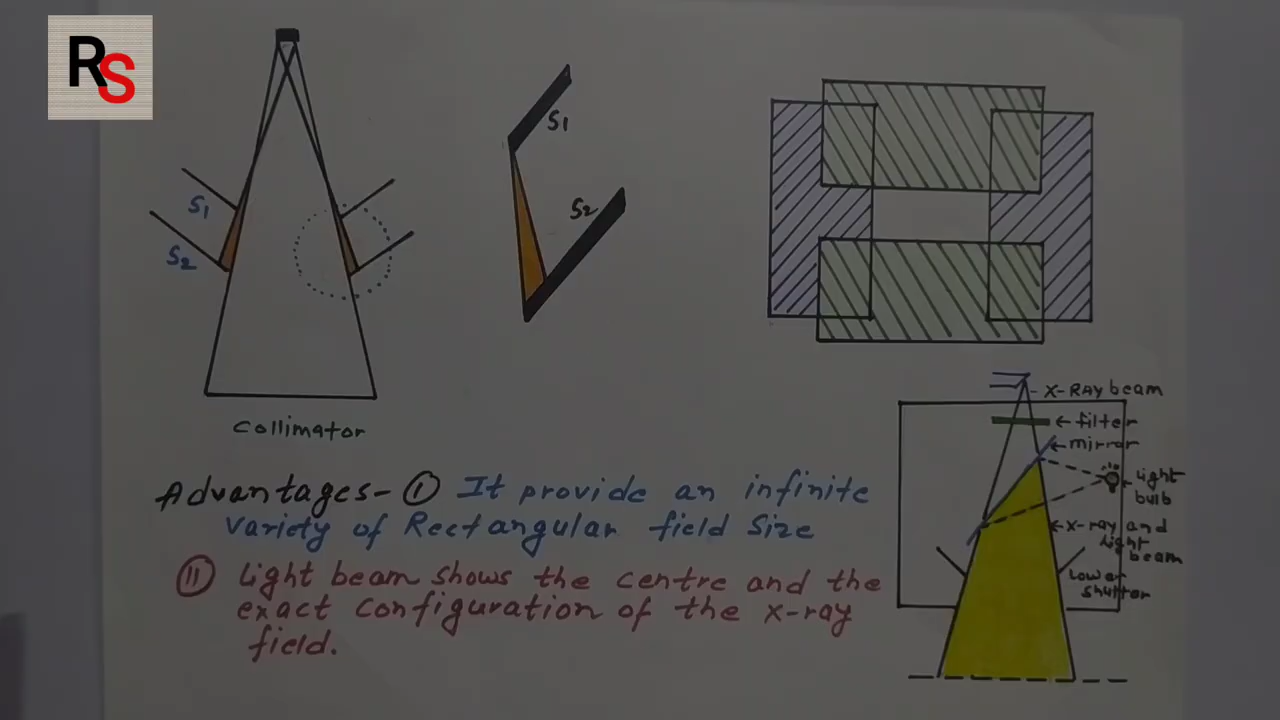 RS
S1
S2
S1
S2
Collimator
X-RAY beam
filter
mirror
light
bulb
x-ray and
light
beam
Lower
shutter
Advantages- (I) It provide an infinite
variety of Rectangular field Size
(II) Light beam shows the centre and the
exact configuration of the x-ray
field.